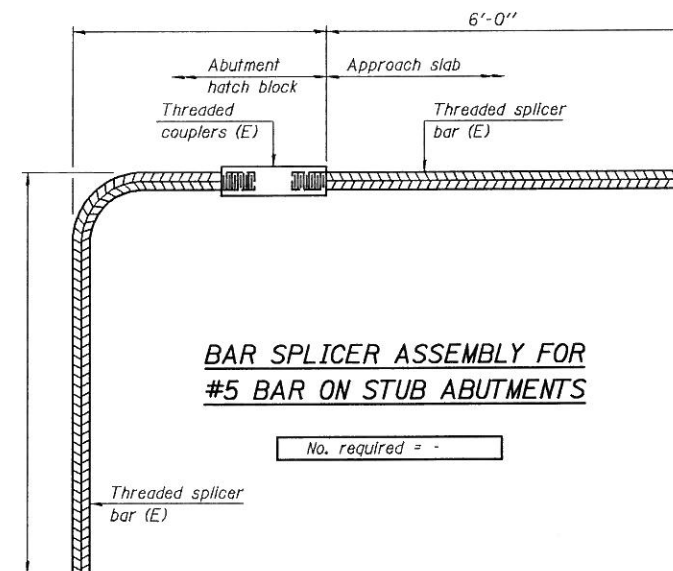 6'-0"
Abutment
hatch block
Approach slab
Threaded
couplers (E)
Threaded splicer
bar (E)
BAR SPLICER ASSEMBLY FOR
#5 BAR ON STUB ABUTMENTS
No. required = -
Threaded splicer
bar (E)